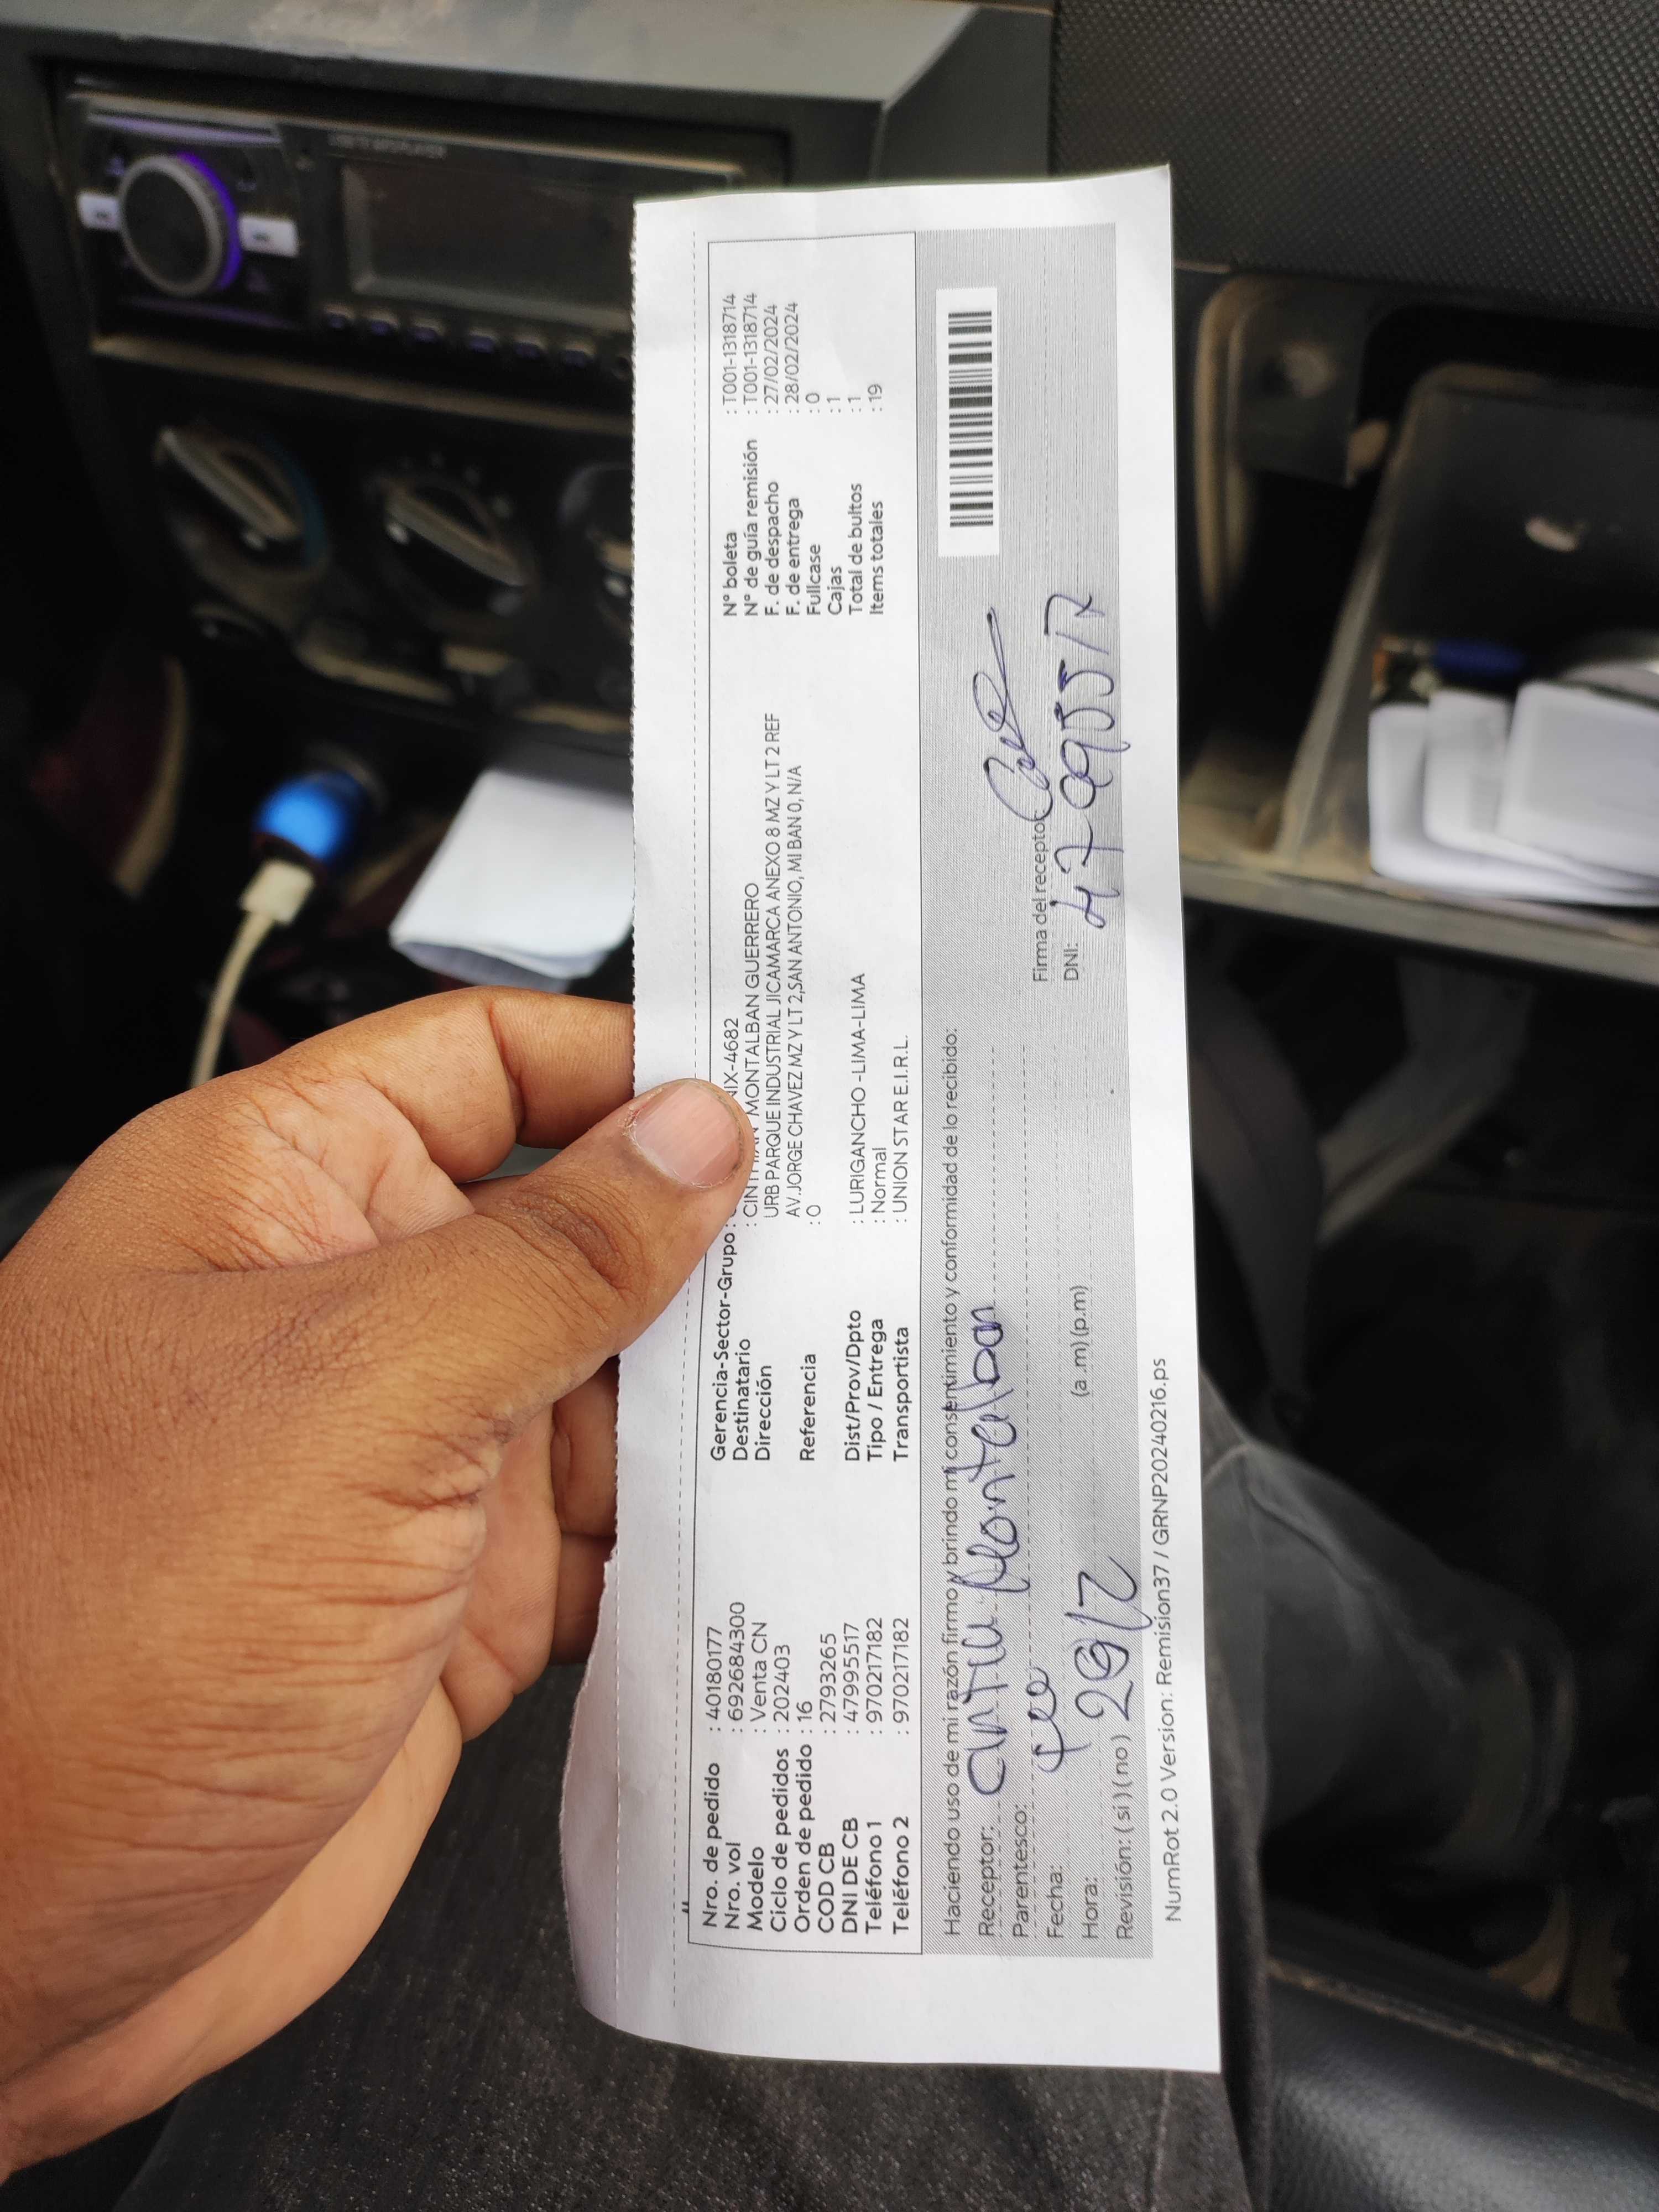 Nro. de pedido : 40180177
Nro. vol : 692684300
Modelo : Venta CN
Ciclo de pedidos : 202403
Orden de pedido : 16
COD CB : 2793265
DNI DE CB : 47995517
Teléfono 1 : 970217182
Teléfono 2 : 970217182
Gerencia-Sector-Grupo : NIX-4682
Destinatario : MONTALBAN GUERRERO
Dirección URB PARQUE INDUSTRIAL JICAMARCA ANEXO 8 MZ Y LT 2 REF
AV.JORGE CHAVEZ MZ Y LT 2,SAN ANTONIO, MI BAN 0, N/A
Referencia : 0
Dist/Prov/Dpto : LURIGANCHO -LIMA-LIMA
Tipo / Entrega : Normal
Transportista : UNION STAR E.I.R.L.
N° boleta : T001-1318714
N° de guía remisión : T001-1318714
F. de despacho : 27/02/2024
F. de entrega : 28/02/2024
Fullcase : 0
Cajas : 1
Total de bultos : 1
Items totales : 19
Haciendo uso de mi razón firmo y brindo mi consentimiento y conformidad de lo recibido:
Receptor: Montalban
Parentesco:
Fecha:
Hora: (a .m) (p.m)
Revisión: ( si ) ( no )
Firma del receptor
DNI: 47995517
NumRot 2.0 Version: Remision37 / GRNP20240216.ps